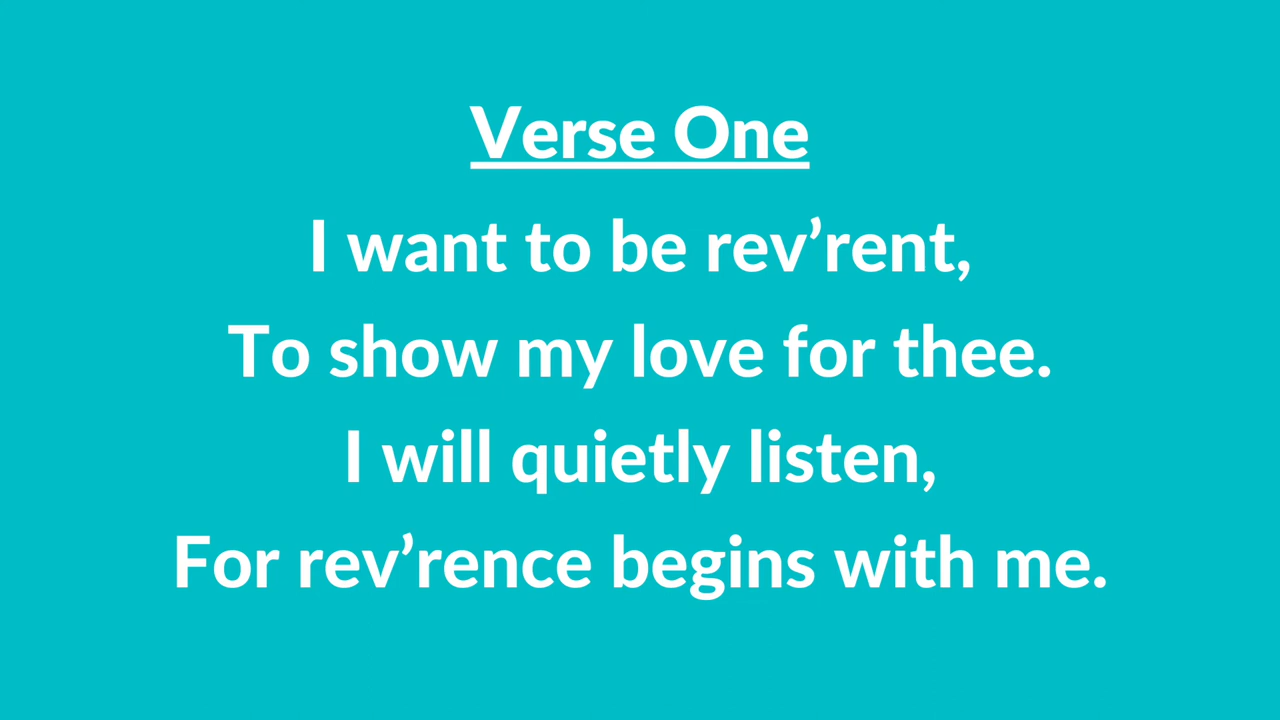 Verse One
I want to be rev’rent,
To show my love for thee.
I will quietly listen,
For rev’rence begins with me.